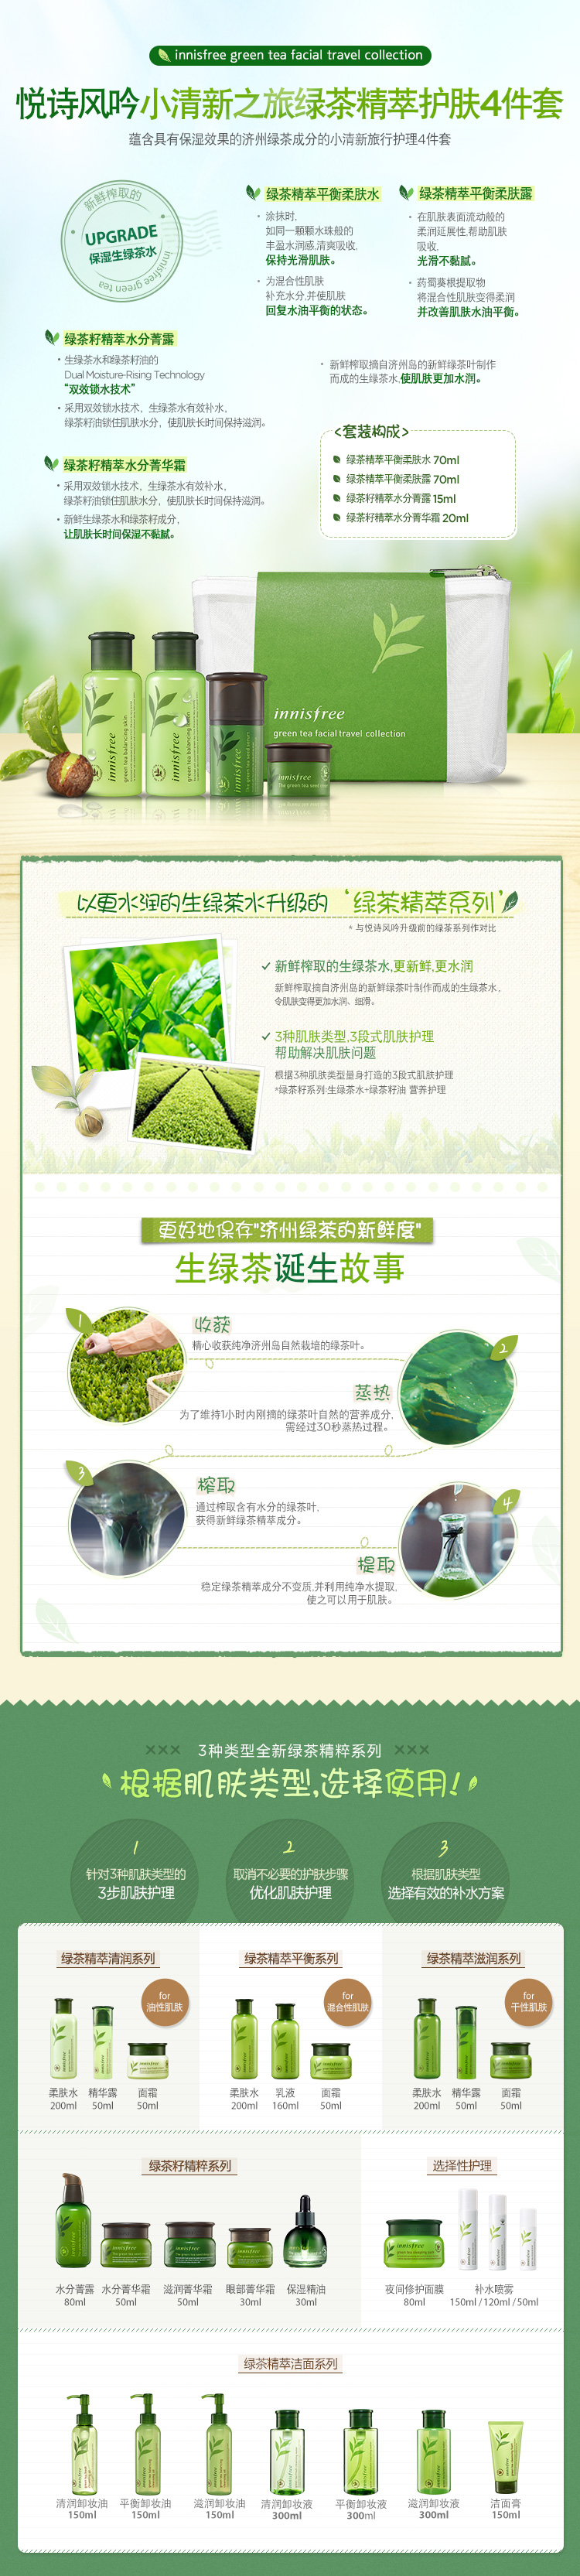 innisfree green tea facial travel collection
悦诗风吟小清新之旅绿茶精萃护肤4件套
蕴含具有保湿效果的济州绿茶成分的小清新旅行护理4件套
新鲜榨取的
UPGRADE
保湿生绿茶水
innisfree green tea
绿茶精萃平衡柔肤水
· 涂抹时,
如同一颗颗水珠般的
丰盈水润感,清爽吸收,
保持光滑肌肤。
· 为混合性肌肤
补充水分,并使肌肤
回复水油平衡的状态。
绿茶精萃平衡柔肤露
· 在肌肤表面流动般的
柔润延展性,帮助肌肤
吸收,
光滑不黏腻。
· 药蜀葵根提取物
将混合性肌肤变得柔润
并改善肌肤水油平衡。
绿茶籽精萃水分菁露
· 生绿茶水和绿茶籽油的
Dual Moisture-Rising Technology
“双效锁水技术”
· 采用双效锁水技术，生绿茶水有效补水，
绿茶籽油锁住肌肤水分，使肌肤长时间保持滋润。
· 新鲜榨取摘自济州岛的新鲜绿茶叶制作
而成的生绿茶水,使肌肤更加水润。
绿茶籽精萃水分菁华霜
· 采用双效锁水技术，生绿茶水有效补水，
绿茶籽油锁住肌肤水分，使肌肤长时间保持滋润。
· 新鲜生绿茶水和绿茶籽成分，
让肌肤长时间保湿不黏腻。
<套装构成>
绿茶精萃平衡柔肤水 70ml
绿茶精萃平衡柔肤露 70ml
绿茶籽精萃水分菁露 15ml
绿茶籽精萃水分菁华霜 20ml
innisfree
green tea facial travel collection
innisfree
green tea balancing skin
innisfree
green tea balancing lotion
innisfree
The green tea seed serum
innisfree
The green tea seed cream
以更水润的生绿茶水升级的 ‘绿茶精萃系列’
* 与悦诗风吟升级前的绿茶系列作对比
新鲜榨取的生绿茶水,更新鲜,更水润
新鲜榨取摘自济州岛的新鲜绿茶叶制作而成的生绿茶水，
令肌肤变得更加水润、细滑。
3种肌肤类型,3段式肌肤护理
帮助解决肌肤问题
根据3种肌肤类型量身打造的3段式肌肤护理
*绿茶籽系列:生绿茶水+绿茶籽油 营养护理
更好地保存"济州绿茶的新鲜度"
生绿茶诞生故事
1
收获
精心收获纯净济州岛自然栽培的绿茶叶。
2
蒸热
为了维持1小时内刚摘的绿茶叶自然的营养成分,
需经过30秒蒸热过程。
3
榨取
通过榨取含有水分的绿茶叶,
获得新鲜绿茶精萃成分。
4
提取
稳定绿茶精萃成分不变质,并利用纯净水提取,
使之可以用于肌肤。
××× 3种类型全新绿茶精粹系列 ×××
根据肌肤类型,选择使用!
1
针对3种肌肤类型的
3步肌肤护理
2
取消不必要的护肤步骤
优化肌肤护理
3
根据肌肤类型
选择有效的补水方案
绿茶精萃清润系列
for
油性肌肤
柔肤水 精华露 面霜
200ml 50ml 50ml
绿茶精萃平衡系列
for
混合性肌肤
柔肤水 乳液 面霜
200ml 160ml 50ml
绿茶精萃滋润系列
for
干性肌肤
柔肤水 精华露 面霜
200ml 50ml 50ml
绿茶籽精粹系列
水分菁露 水分菁华霜 滋润菁华霜 眼部菁华霜 保湿精油
80ml 50ml 50ml 30ml 30ml
选择性护理
夜间修护面膜 补水喷雾
80ml 150ml / 120ml / 50ml
绿茶精萃洁面系列
清润卸妆油 平衡卸妆油 滋润卸妆油 清润卸妆液 平衡卸妆液 滋润卸妆液 洁面膏
150ml 150ml 150ml 300ml 300ml 300ml 150ml